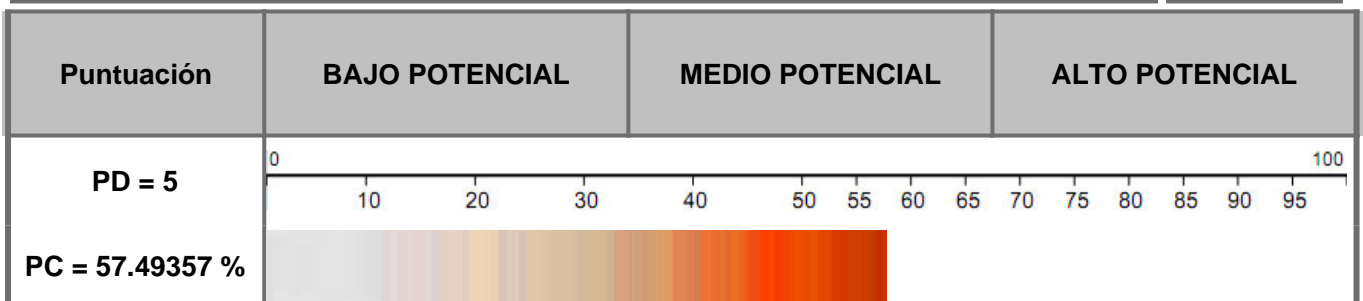 Puntuación BAJO POTENCIAL MEDIO POTENCIAL ALTO POTENCIAL
PD = 5
0 100
10 20 30 40 50 55 60 65 70 75 80 85 90 95
PC = 57.49357 %